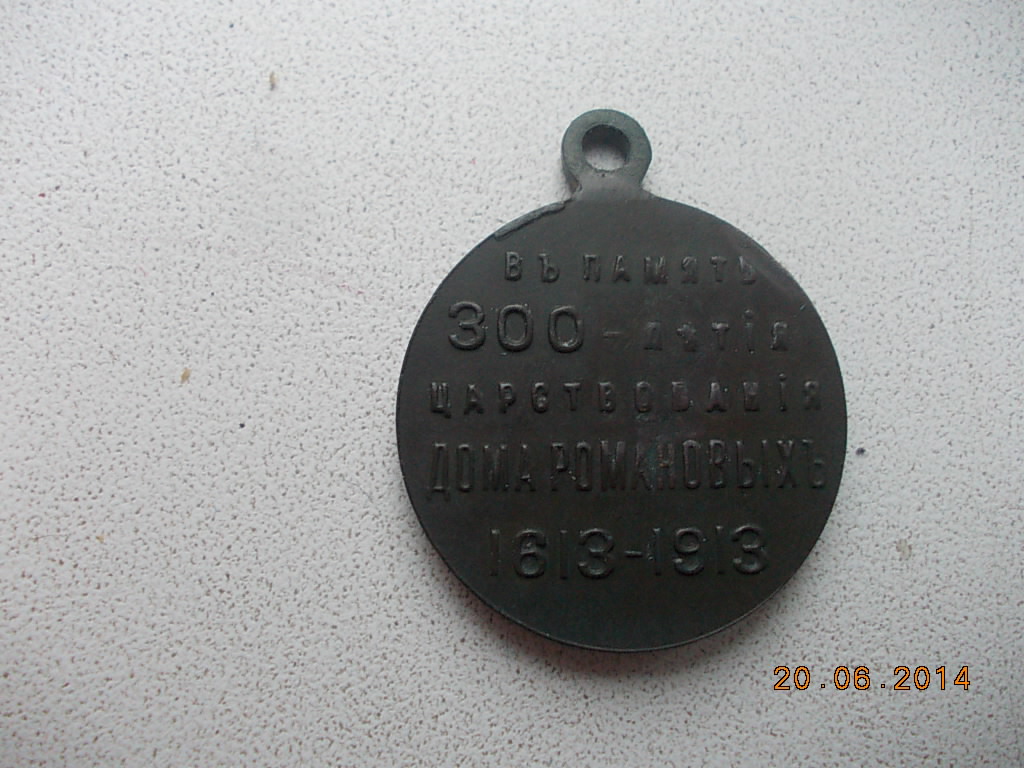 ВЪ ПАМЯТЬ
300-ЛѢТІЯ
ЦАРСТВОВАНІЯ
ДОМА РОМАНОВЫХЪ
1613-1913
20.06.2014